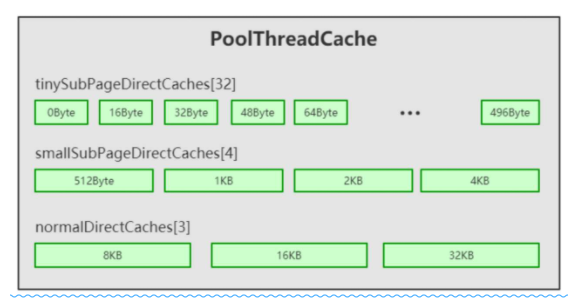 PoolThreadCache
tinySubPageDirectCaches[32]
0Byte 16Byte 32Byte 48Byte 64Byte ••• 496Byte
smallSubPageDirectCaches[4]
512Byte 1KB 2KB 4KB
normalDirectCaches[3]
8KB 16KB 32KB